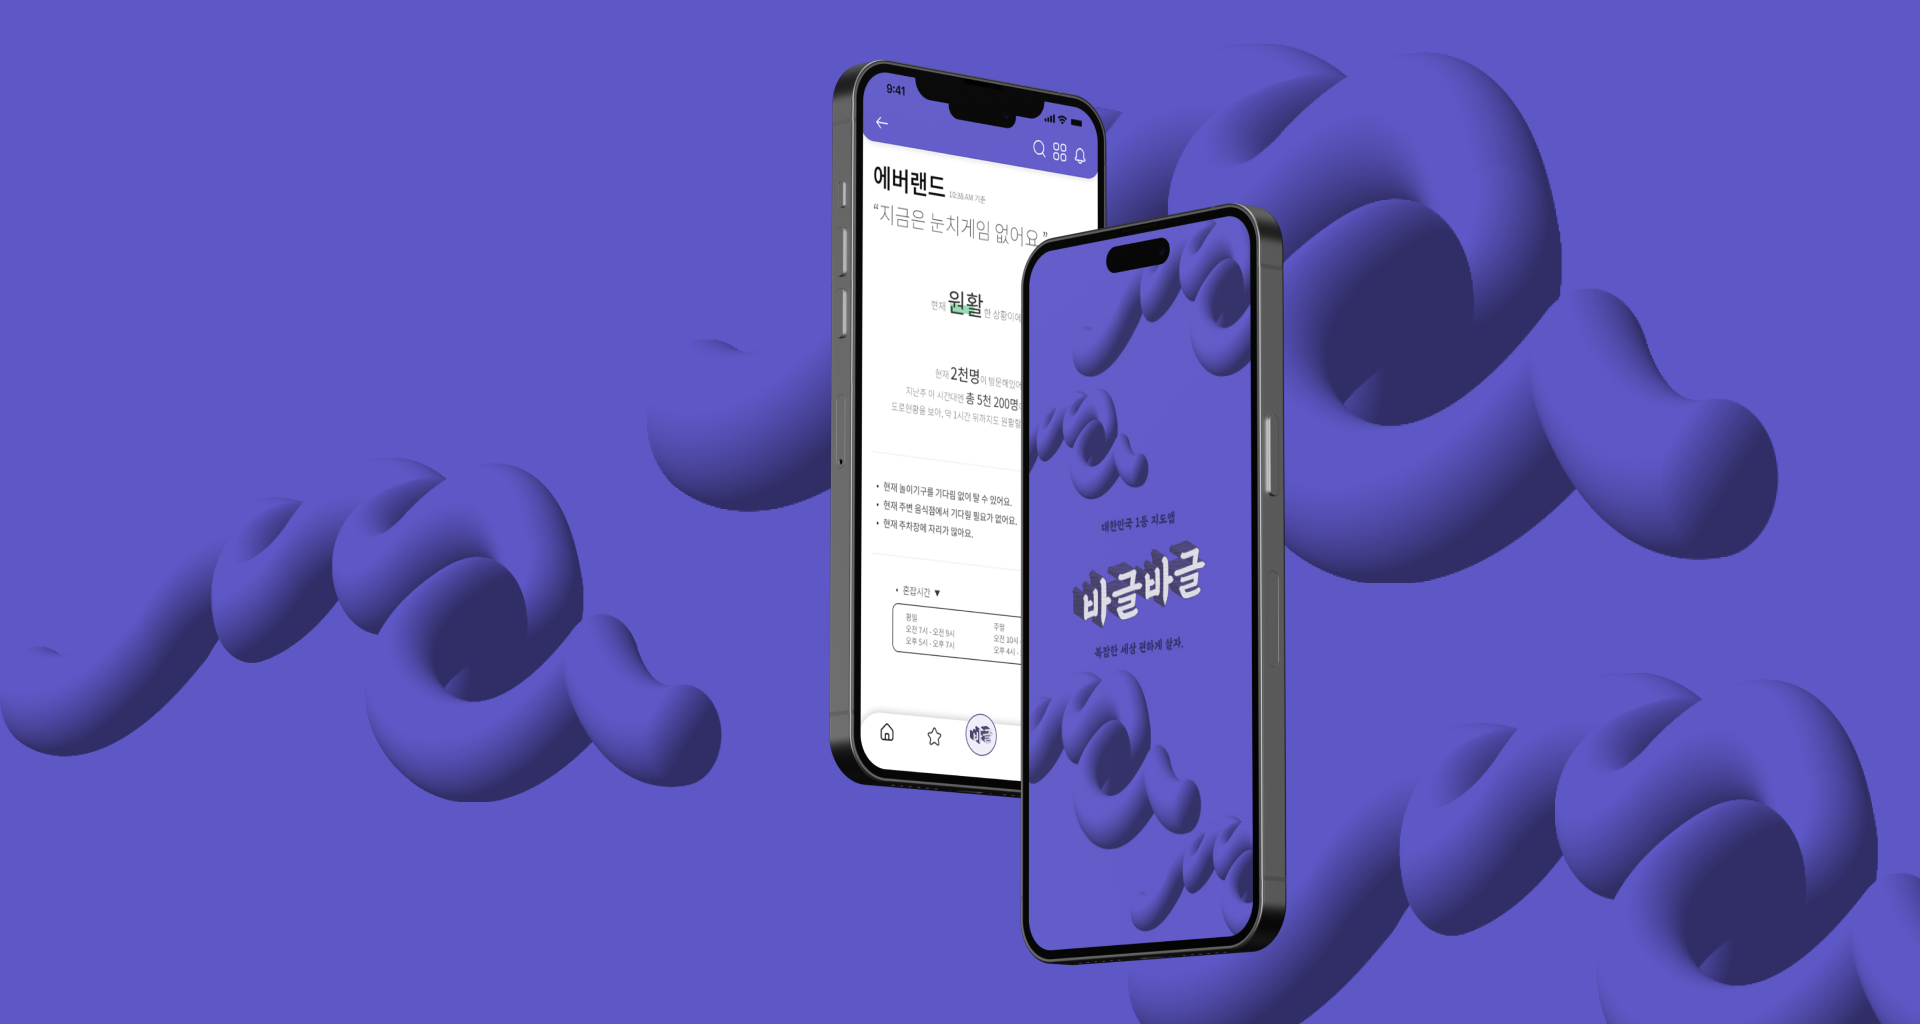 9:41
에버랜드 10:38 AM 기준
“지금은 눈치게임 없어요.”
현재 원활 한 상황이에
현재 2천명이 방문해있어
지난주 이 시간대엔 총 5천 200명
도로현황을 보아, 약 1시간 뒤까지도 원활할
• 현재 놀이기구를 기다림 없이 탈 수 있어요.
• 현재 주변 음식점에서 기다릴 필요가 없어요.
• 현재 주차장에 자리가 많아요.
• 혼잡시간 ▼
평일
오전 7시 - 오전 9시
오후 5시 - 오후 7시
주말
오전 10시
오후 4시 -
바글
대한민국 1등 지도앱
바글바글
복잡한 세상 편하게 살자.